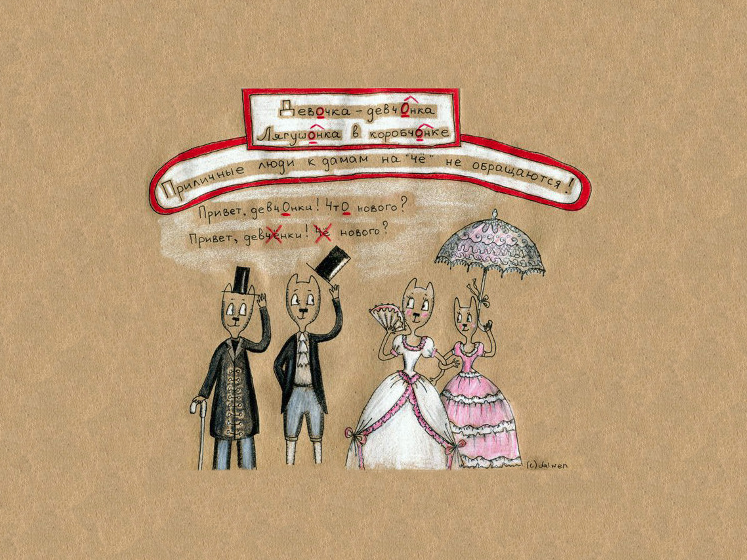 Девочка - девчОнка
Лягушонка в коробчонке
Приличные люди к дамам на "чё" не обращаются!
Привет, девчОнки! ЧтО нового?
Привет, девчёнки! Чё нового?